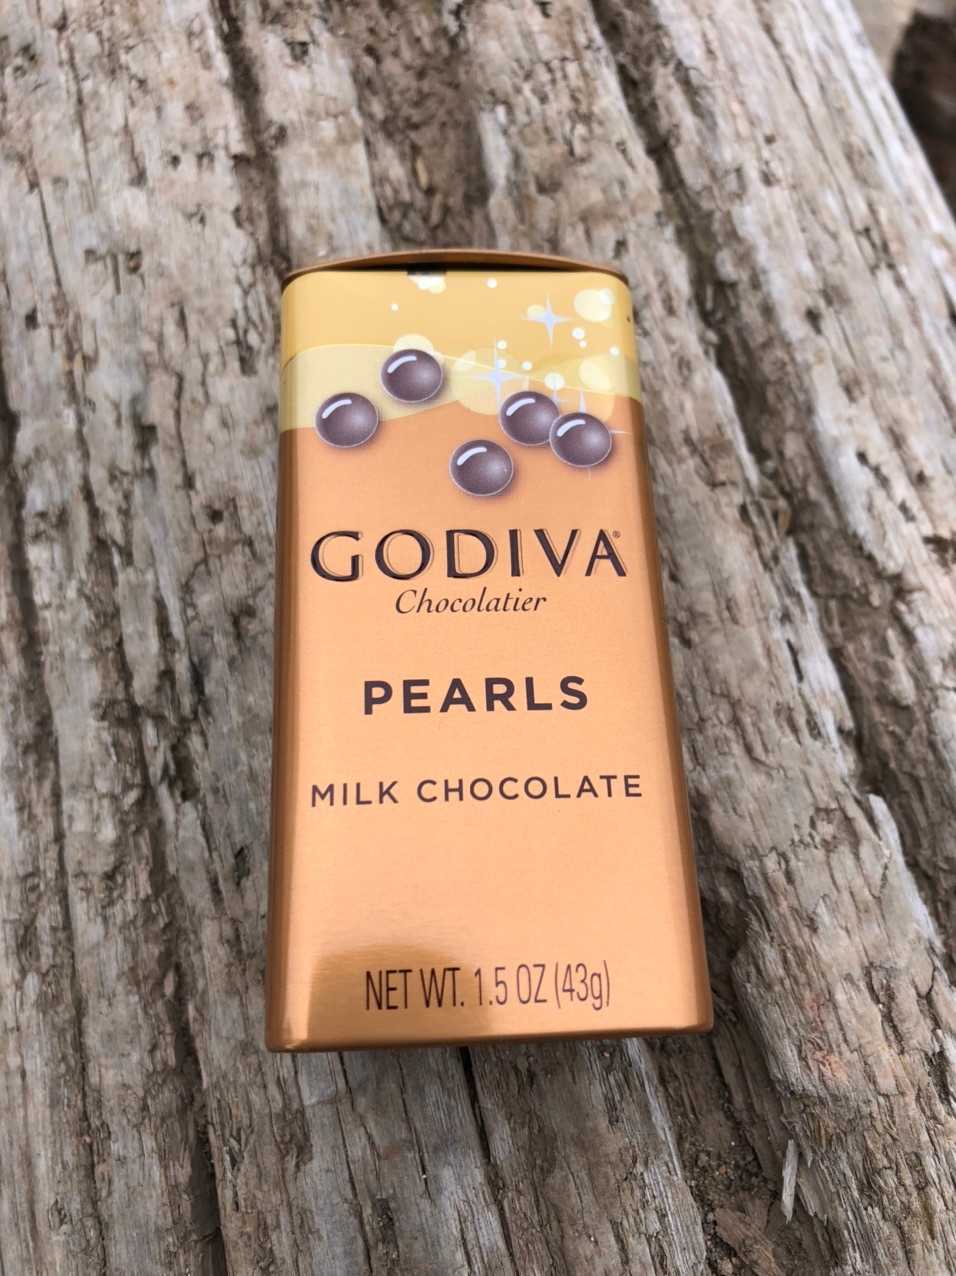 GODIVA®
Chocolatier
PEARLS
MILK CHOCOLATE
NET WT. 1.5 OZ (43g)